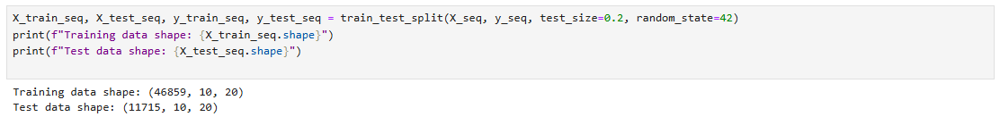 X_train_seq, X_test_seq, y_train_seq, y_test_seq = train_test_split(X_seq, y_seq, test_size=0.2, random_state=42)
print(f"Training data shape: {X_train_seq.shape}")
print(f"Test data shape: {X_test_seq.shape}")
Training data shape: (46859, 10, 20)
Test data shape: (11715, 10, 20)